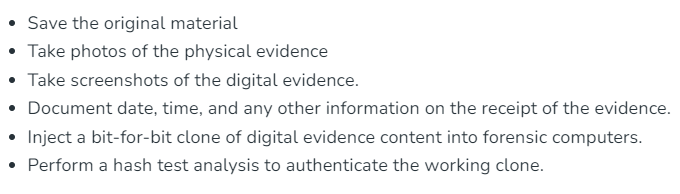 Save the original material
Take photos of the physical evidence
Take screenshots of the digital evidence.
Document date, time, and any other information on the receipt of the evidence.
Inject a bit-for-bit clone of digital evidence content into forensic computers.
Perform a hash test analysis to authenticate the working clone.